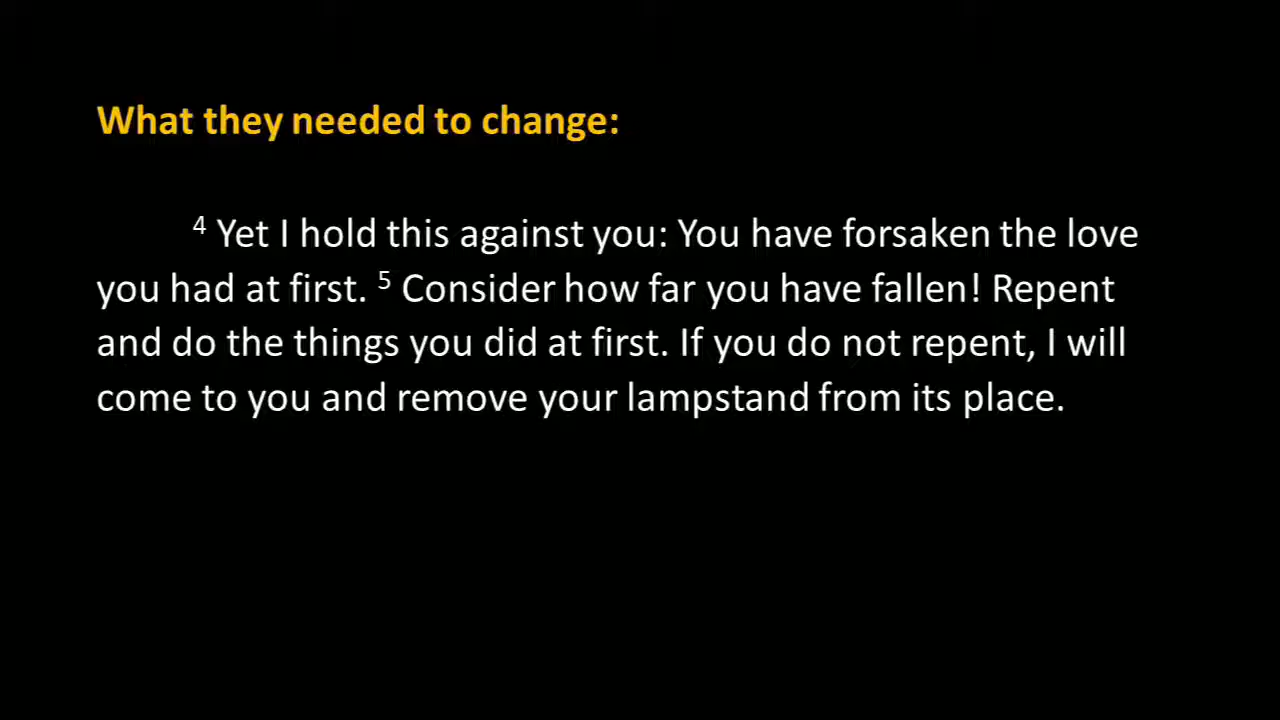 What they needed to change:
4 Yet I hold this against you: You have forsaken the love
you had at first. 5 Consider how far you have fallen! Repent
and do the things you did at first. If you do not repent, I will
come to you and remove your lampstand from its place.